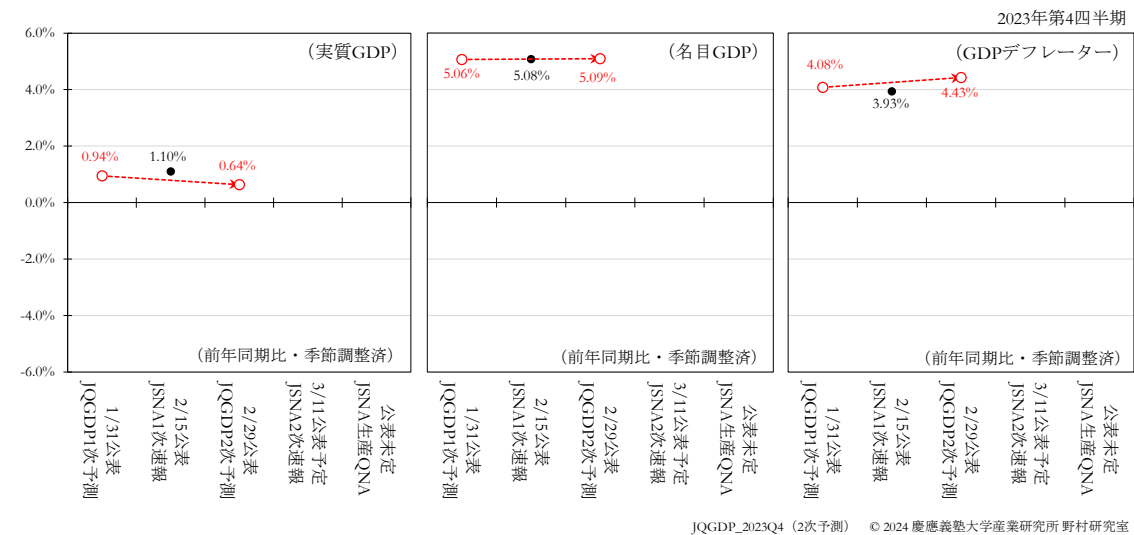 2023年第4四半期
6.0%
4.0%
2.0%
0.0%
-2.0%
-4.0%
-6.0%
（実質GDP）
0.94%
1.10%
0.64%
（前年同期比・季節調整済）
1/31公表
JQGDP1次予測
2/15公表
JSNA1次速報
2/29公表
JQGDP2次予測
3/11公表予定
JSNA2次速報
公表未定
JSNA生産QNA
（名目GDP）
5.06%
5.08%
5.09%
（前年同期比・季節調整済）
1/31公表
JQGDP1次予測
2/15公表
JSNA1次速報
2/29公表
JQGDP2次予測
3/11公表予定
JSNA2次速報
公表未定
JSNA生産QNA
（GDPデフレーター）
4.08%
3.93%
4.43%
（前年同期比・季節調整済）
1/31公表
JQGDP1次予測
2/15公表
JSNA1次速報
2/29公表
JQGDP2次予測
3/11公表予定
JSNA2次速報
公表未定
JSNA生産QNA
JQGDP_2023Q4（2次予測） © 2024 慶應義塾大学産業研究所 野村研究室